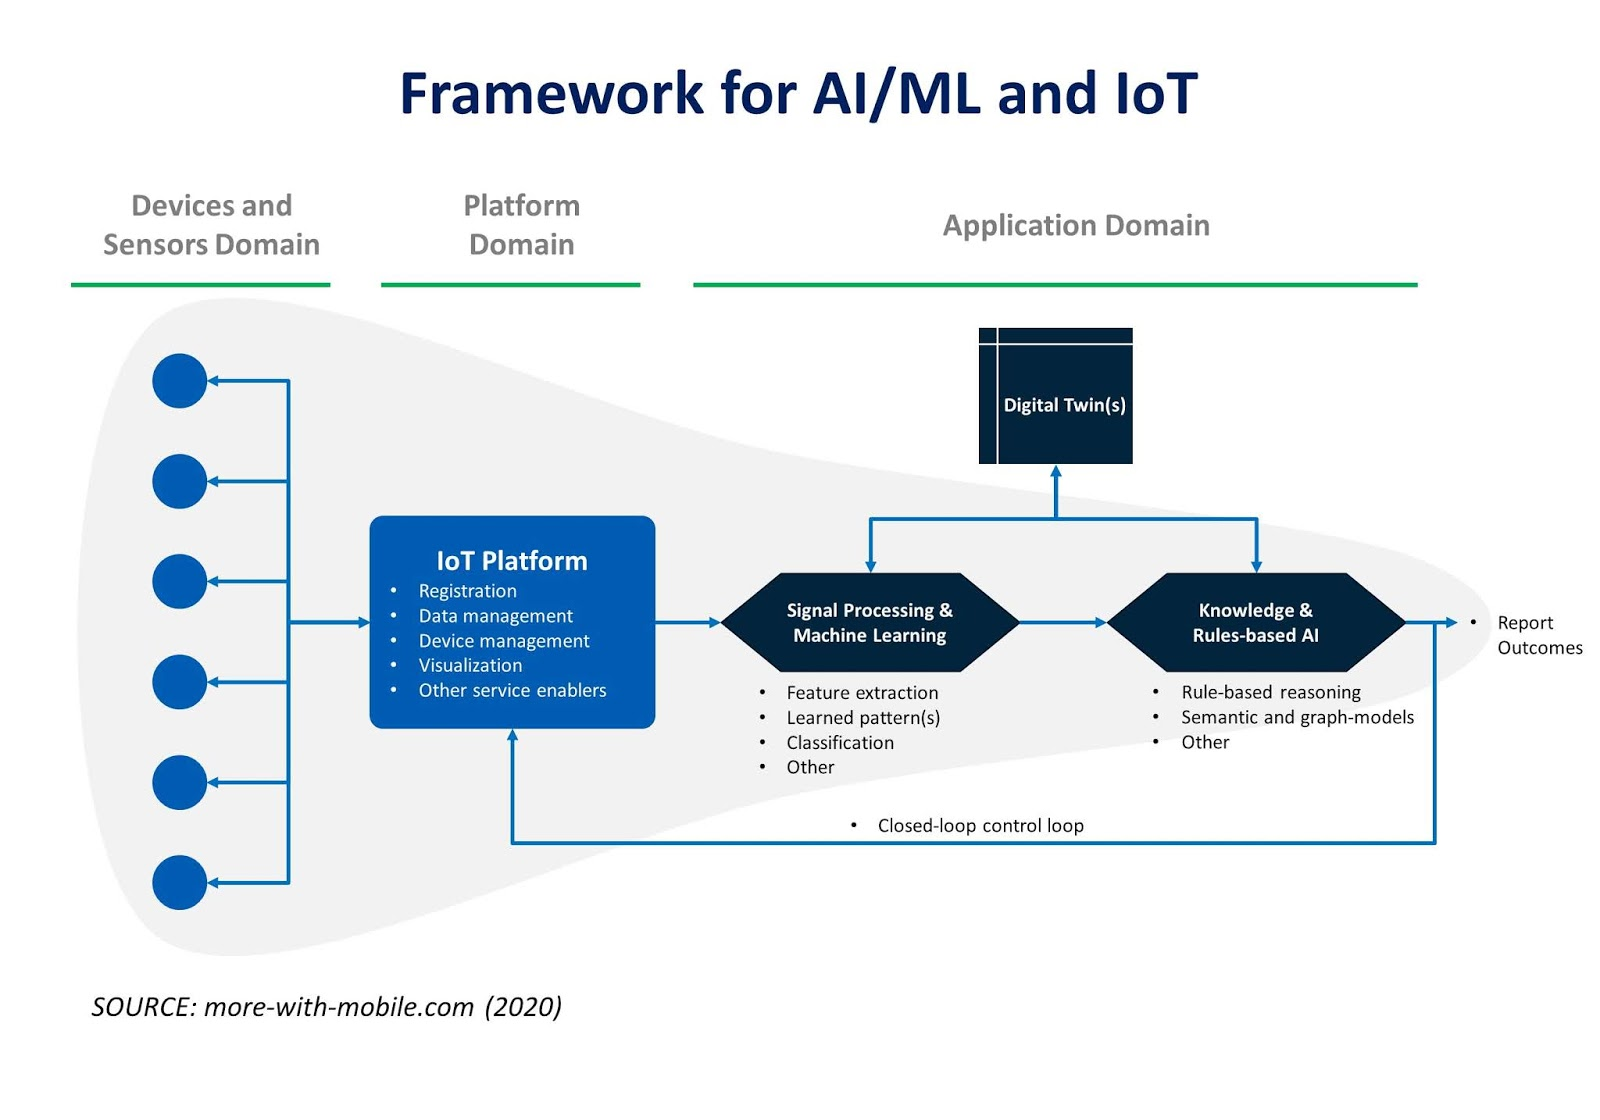 Framework for AI/ML and IoT
Devices and
Sensors Domain
Platform
Domain
Application Domain
Digital Twin(s)
IoT Platform
• Registration
• Data management
• Device management
• Visualization
• Other service enablers
Signal Processing &
Machine Learning
• Feature extraction
• Learned pattern(s)
• Classification
• Other
Knowledge &
Rules-based AI
• Rule-based reasoning
• Semantic and graph-models
• Other
• Report
Outcomes
• Closed-loop control loop
SOURCE: more-with-mobile.com (2020)